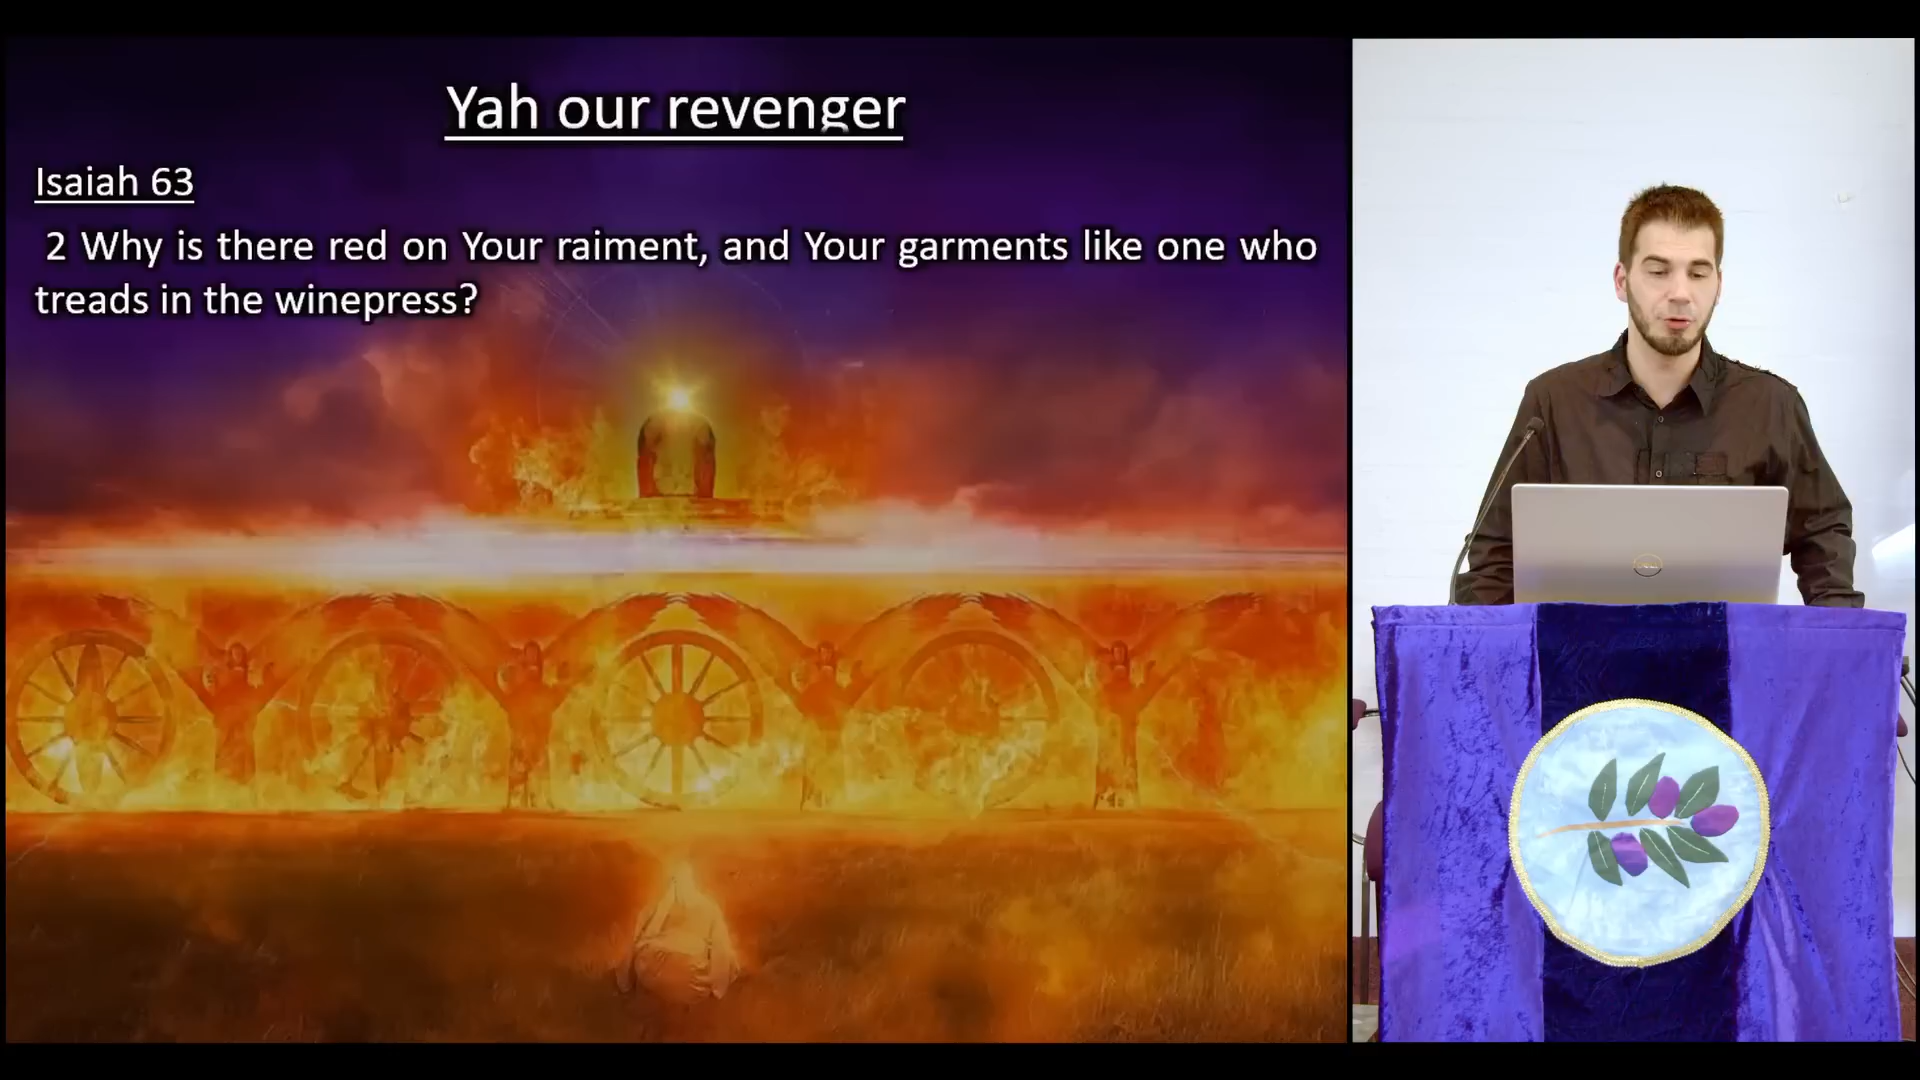 Yah our revenger
Isaiah 63
2 Why is there red on Your raiment, and Your garments like one who
treads in the winepress?
DELL